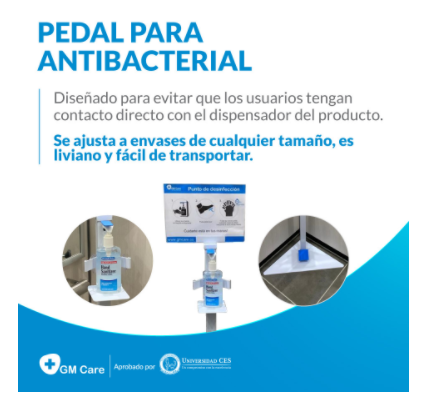 PEDAL PARA
ANTIBACTERIAL
Diseñado para evitar que los usuarios tengan
contacto directo con el dispensador del producto.
Se ajusta a envases de cualquier tamaño, es
liviano y fácil de transportar.
Punto de desinfección
GM Care
Aprobado por
UNIVERSIDAD CES